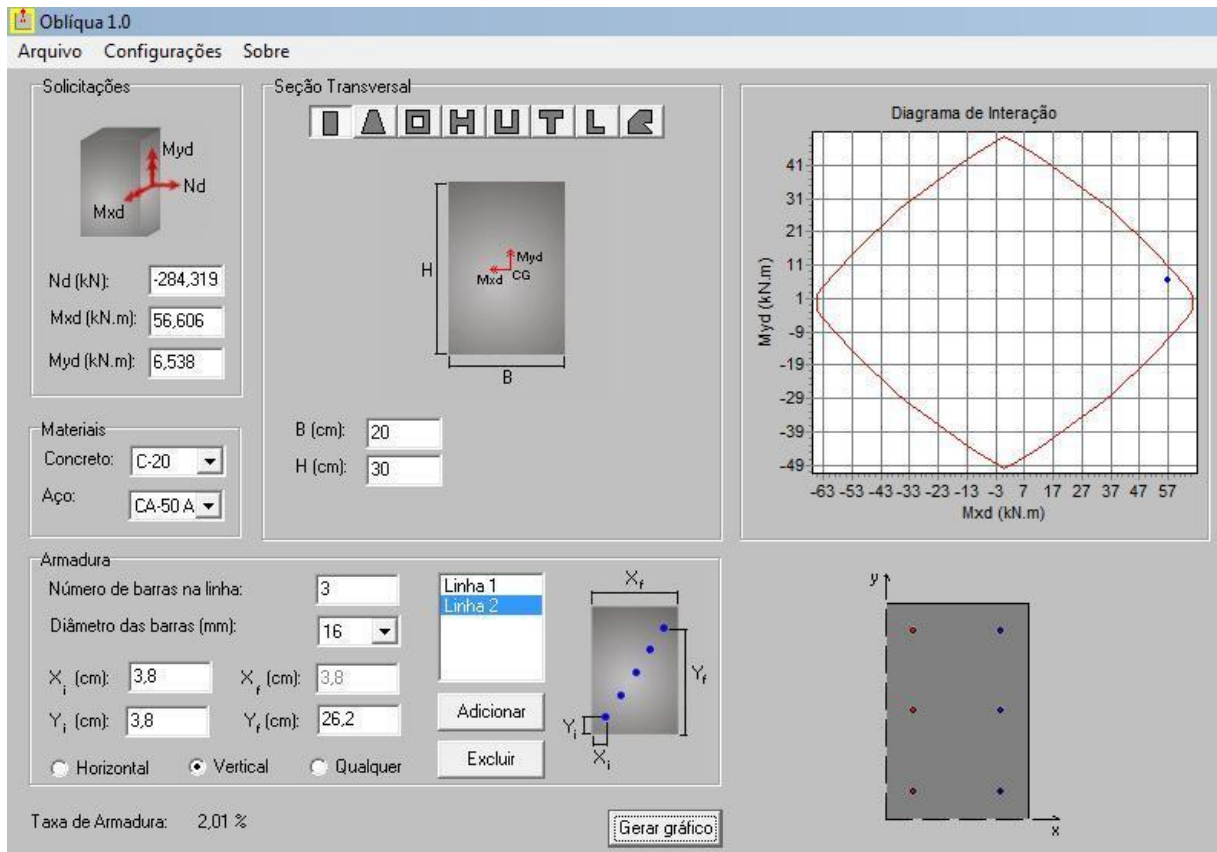 Oblíqua 1.0
Arquivo Configurações Sobre
Solicitações
Myd
Nd
Mxd
Nd (kN): -284,319
Mxd (kN.m): 56,606
Myd (kN.m): 6,538
Materiais
Concreto: C-20
Aço: CA-50 A
Seção Transversal
H
Myd
Mxd CG
B
B (cm): 20
H (cm): 30
Diagrama de Interação
Myd (kN.m)
41
31
21
11
1
-9
-19
-29
-39
-49
-63 -53 -43 -33 -23 -13 -3 7 17 27 37 47 57
Mxd (kN.m)
Armadura
Número de barras na linha: 3
Diâmetro das barras (mm): 16
Xi (cm): 3,8 Xf (cm): 3,8
Yi (cm): 3,8 Yf (cm): 26,2
Horizontal Vertical Qualquer
Linha 1
Linha 2
Adicionar
Excluir
Xf
Yf
Yi
Xi
Taxa de Armadura: 2,01 %
Gerar gráfico
y
x